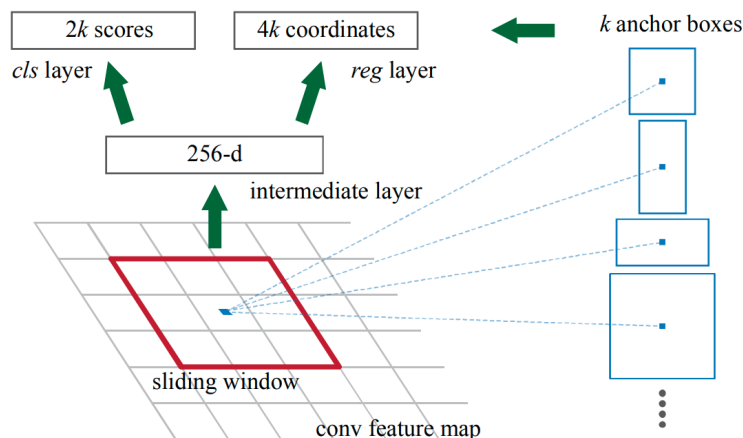 2k scores
4k coordinates
k anchor boxes
cls layer
reg layer
256-d
intermediate layer
sliding window
conv feature map